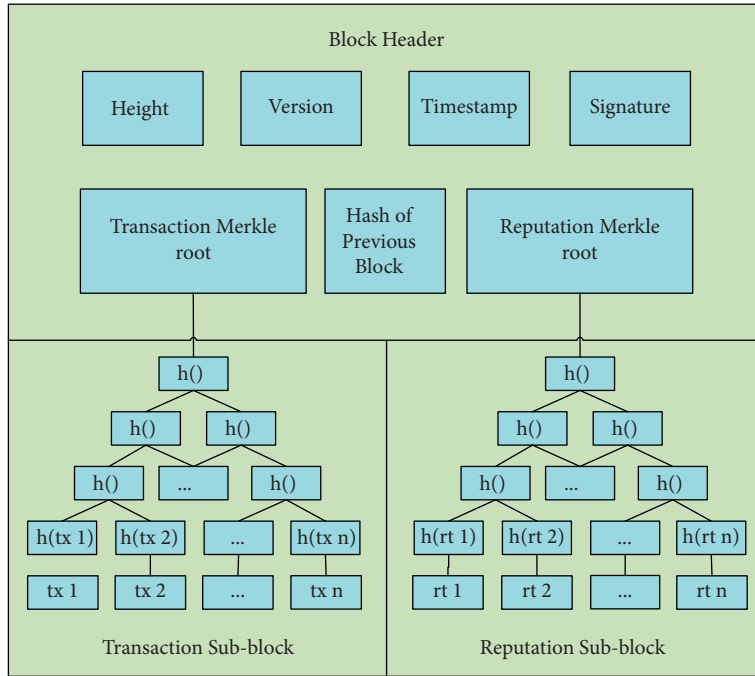 Block Header
Height
Version
Timestamp
Signature
Transaction Merkle
root
Hash of
Previous
Block
Reputation Merkle
root
h()
h()
h()
h()
h()
h()
h()
...
h()
h()
...
h()
h(tx 1)
h(tx 2)
...
h(tx n)
h(rt 1)
h(rt 2)
...
h(rt n)
tx 1
tx 2
...
tx n
rt 1
rt 2
...
rt n
Transaction Sub-block
Reputation Sub-block